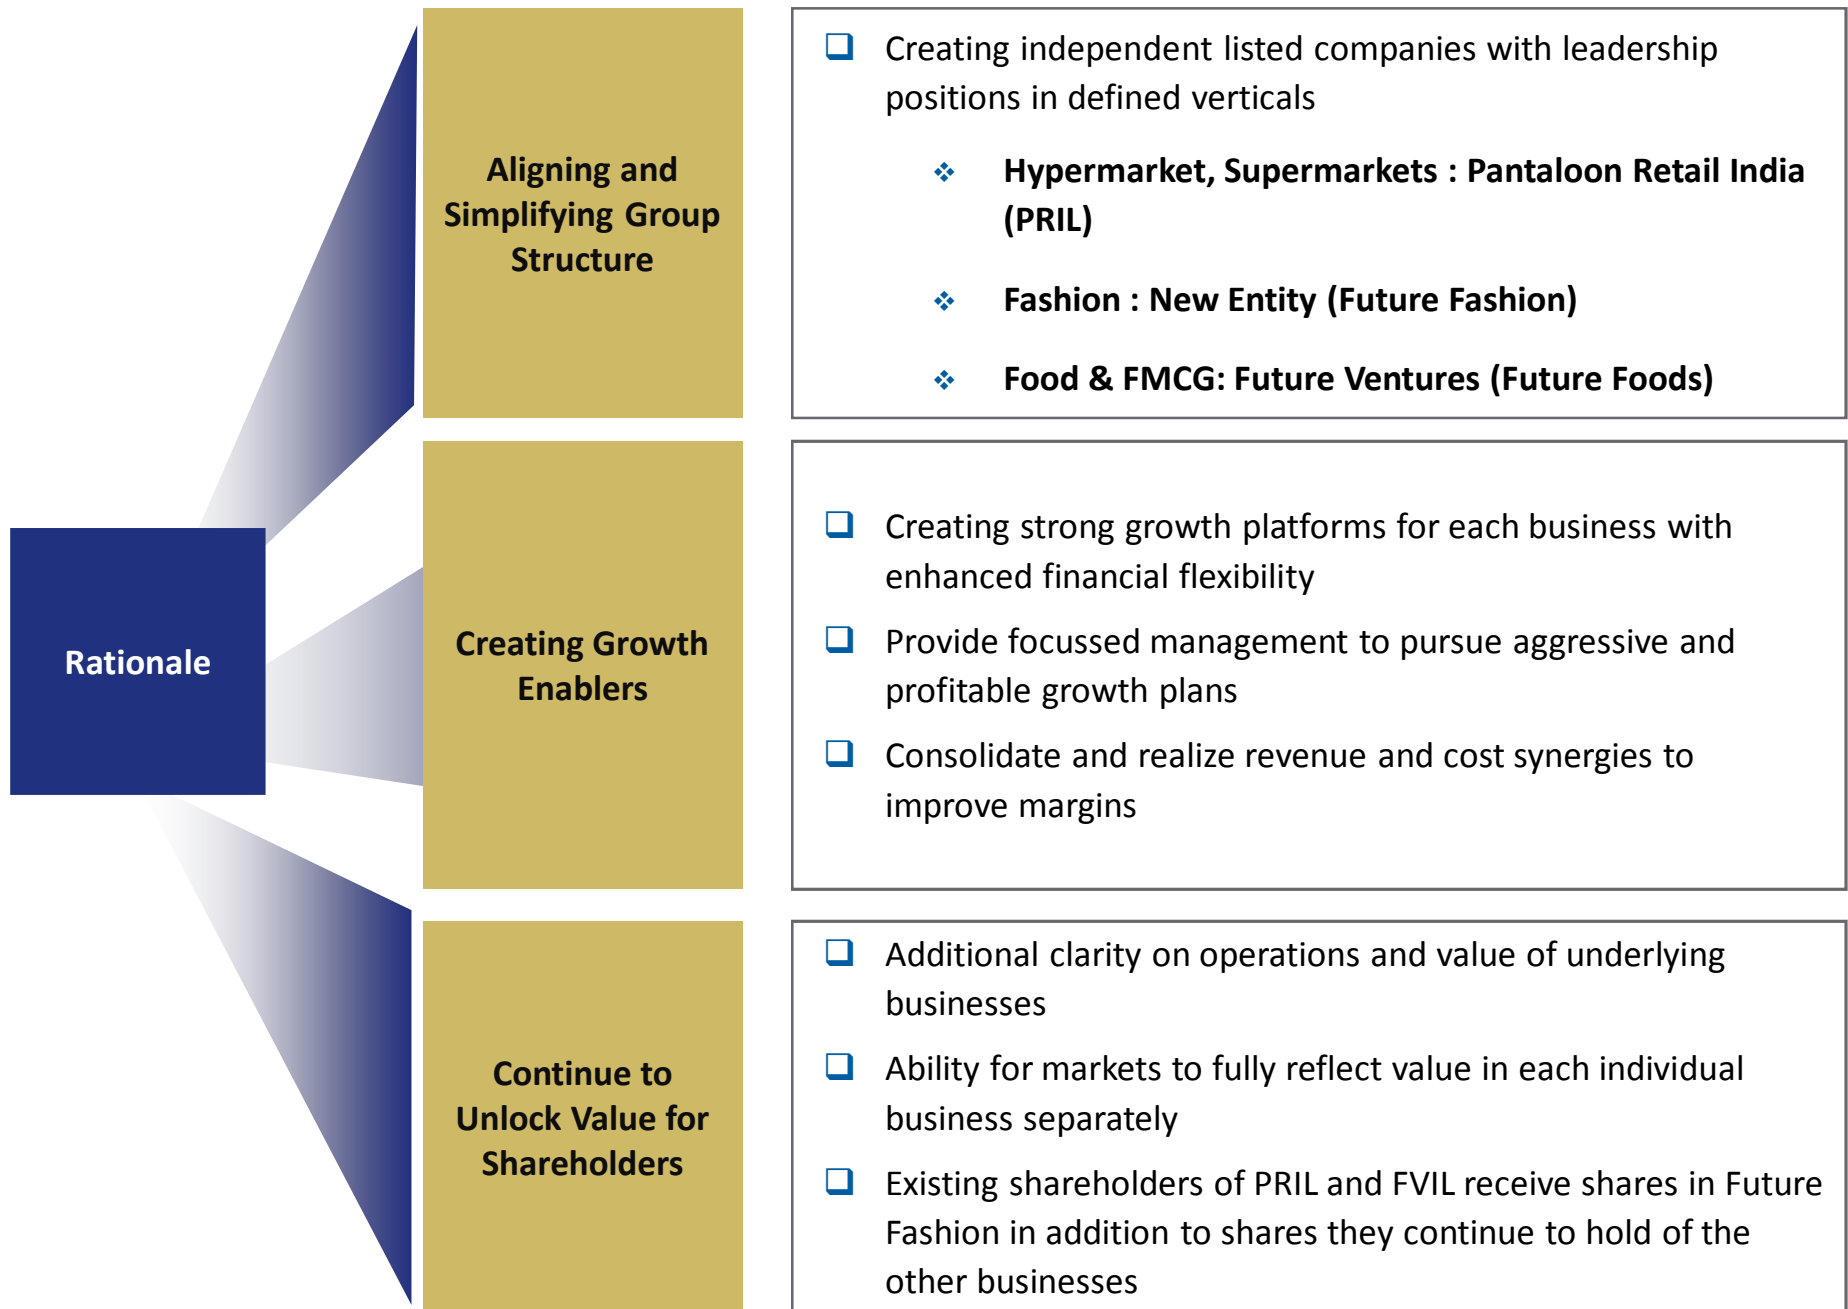 Rationale
Aligning and
Simplifying Group
Structure
Creating independent listed companies with leadership
positions in defined verticals
Hypermarket, Supermarkets : Pantaloon Retail India
(PRIL)
Fashion : New Entity (Future Fashion)
Food & FMCG: Future Ventures (Future Foods)
Creating Growth
Enablers
Creating strong growth platforms for each business with
enhanced financial flexibility
Provide focussed management to pursue aggressive and
profitable growth plans
Consolidate and realize revenue and cost synergies to
improve margins
Continue to
Unlock Value for
Shareholders
Additional clarity on operations and value of underlying
businesses
Ability for markets to fully reflect value in each individual
business separately
Existing shareholders of PRIL and FVIL receive shares in Future
Fashion in addition to shares they continue to hold of the
other businesses